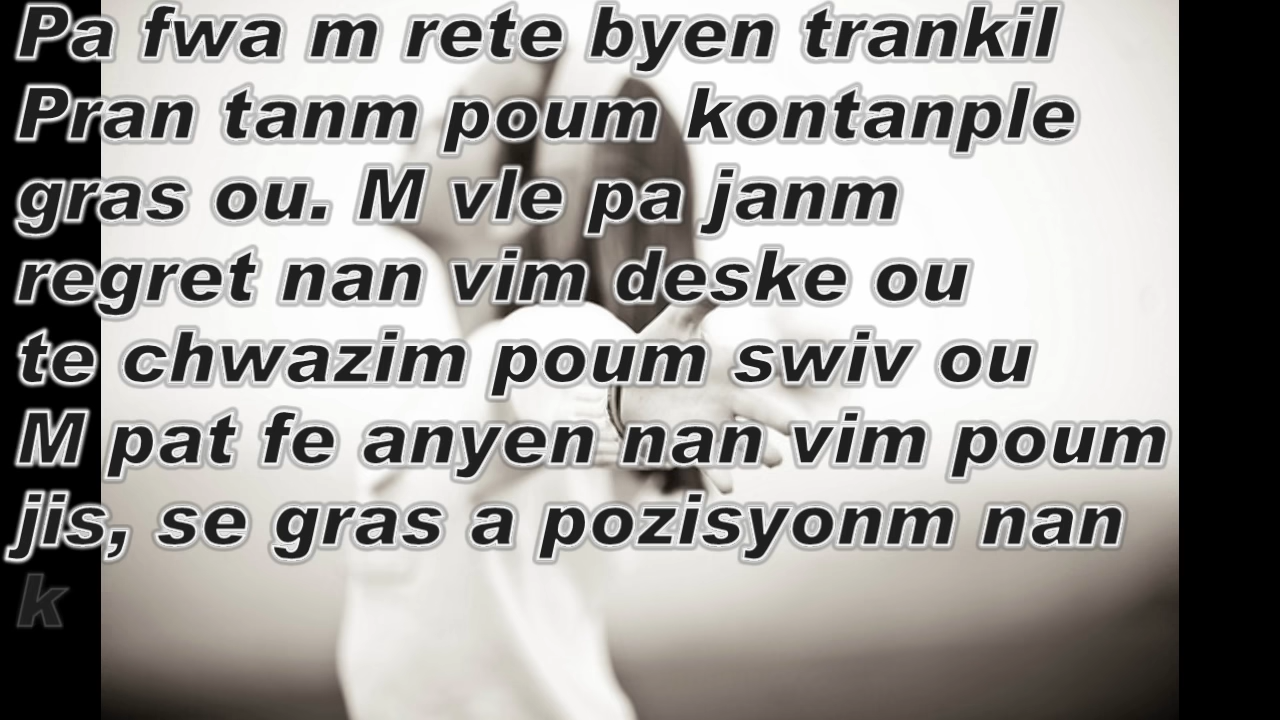 Pa fwa m rete byen trankil
Pran tanm poum kontanple
gras ou. M vle pa janm
regret nan vim deske ou
te chwazim poum swiv ou
M pat fe anyen nan vim poum
jis, se gras a pozisyonm nan
k